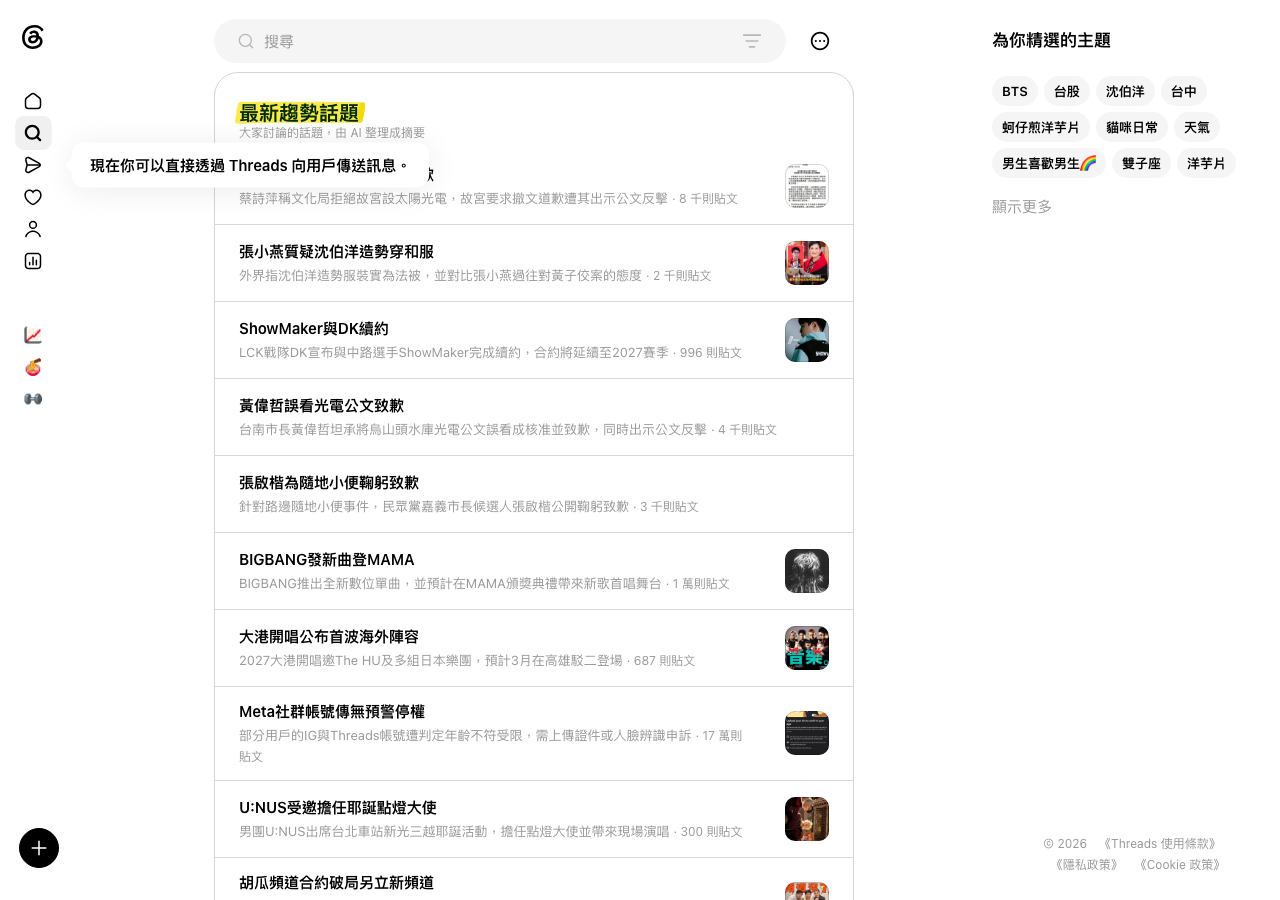 搜尋
最新趨勢話題
大家討論的話題，由 AI 整理成摘要
現在你可以直接透過 Threads 向用戶傳送訊息。
蔡詩萍稱文化局拒絕故宮設太陽光電，故宮要求撤文道歉遭其出示公文反擊 · 8 千則貼文
張小燕質疑沈伯洋造勢穿和服
外界指沈伯洋造勢服裝實為法被，並對比張小燕過往對黃子佼案的態度 · 2 千則貼文
ShowMaker與DK續約
LCK戰隊DK宣布與中路選手ShowMaker完成續約，合約將延續至2027賽季 · 996 則貼文
黃偉哲誤看光電公文致歉
台南市長黃偉哲坦承將烏山頭水庫光電公文誤看成核准並致歉，同時出示公文反擊 · 4 千則貼文
張啟楷為隨地小便鞠躬致歉
針對路邊隨地小便事件，民眾黨嘉義市長候選人張啟楷公開鞠躬致歉 · 3 千則貼文
BIGBANG發新曲登MAMA
BIGBANG推出全新數位單曲，並預計在MAMA頒獎典禮帶來新歌首唱舞台 · 1 萬則貼文
大港開唱公布首波海外陣容
2027大港開唱邀The HU及多組日本樂團，預計3月在高雄駁二登場 · 687 則貼文
Meta社群帳號傳無預警停權
部分用戶的IG與Threads帳號遭判定年齡不符受限，需上傳證件或人臉辨識申訴 · 17 萬則
貼文
U:NUS受邀擔任耶誕點燈大使
男團U:NUS出席台北車站新光三越耶誕活動，擔任點燈大使並帶來現場演唱 · 300 則貼文
胡瓜頻道合約破局另立新頻道
為你精選的主題
BTS 台股 沈伯洋 台中
蚵仔煎洋芋片 貓咪日常 天氣
男生喜歡男生🌈 雙子座 洋芋片
顯示更多
© 2026 《Threads 使用條款》
《隱私政策》 《Cookie 政策》